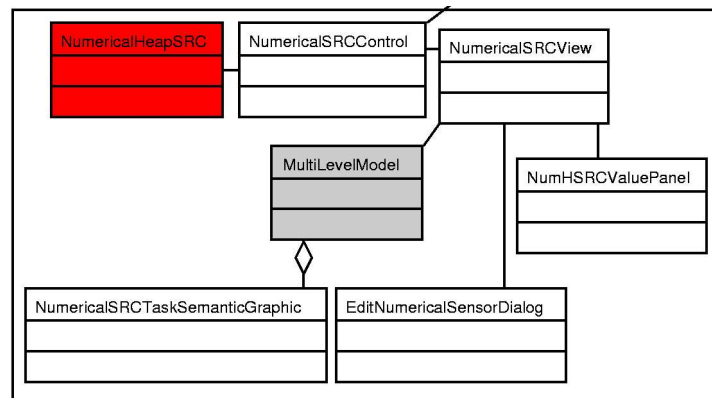 NumericalHeapSRC
NumericalSRCControl
NumericalSRCView
MultiLevelModel
NumHSRCValuePanel
NumericalSRCTaskSemanticGraphic
EditNumericalSensorDialog